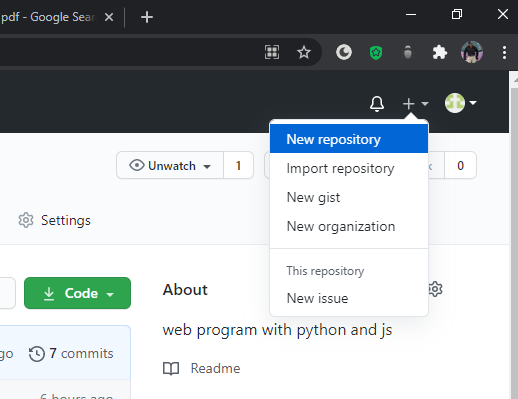 pdf - Google Sear
New repository
Import repository
New gist
New organization
This repository
New issue
Unwatch
1
0
Settings
Code
About
web program with python and js
Readme
go
7 commits
6 hours ago